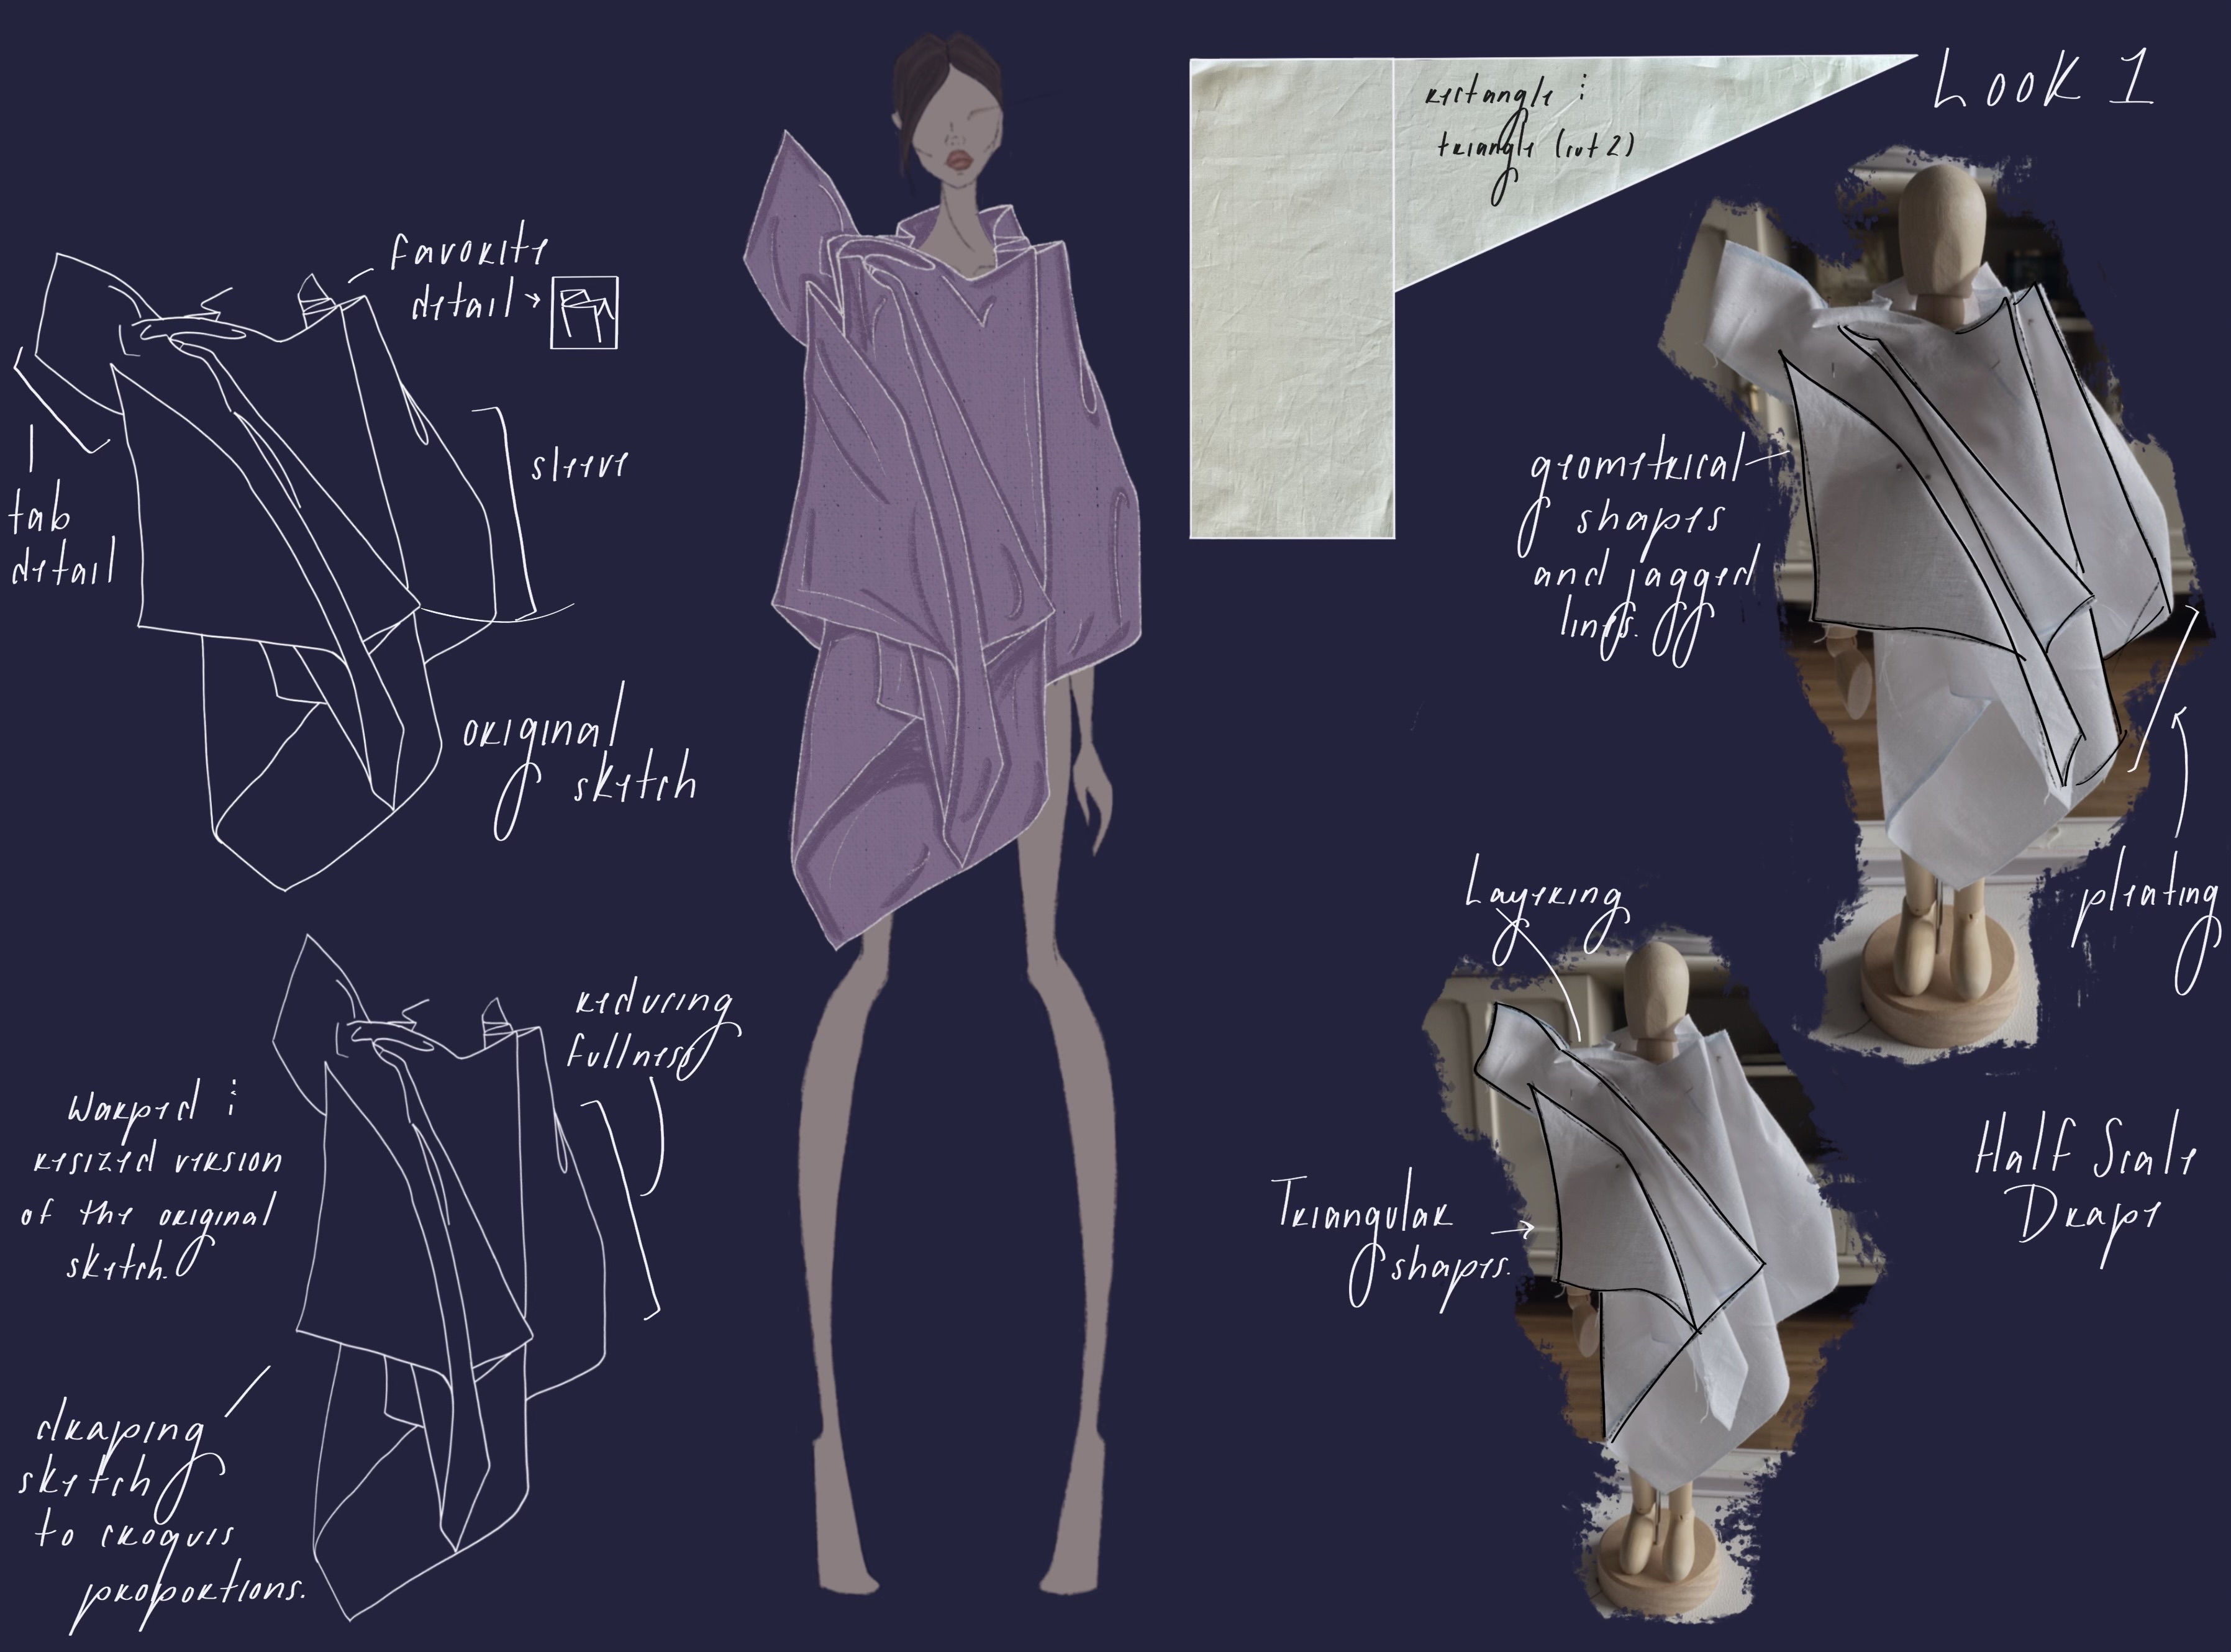 Look 1
rectangle &
triangle (cut 2)
favorite
detail →
tab
detail
sleeve
original
sketch
geometrical
shapes
and jagged
lines.
pleating
Layering
Triangular
shapes.
Half Scale
Drape
reducing
fullness
Warped &
resized version
of the original
sketch.
draping
sketch
to croquis
proportions.